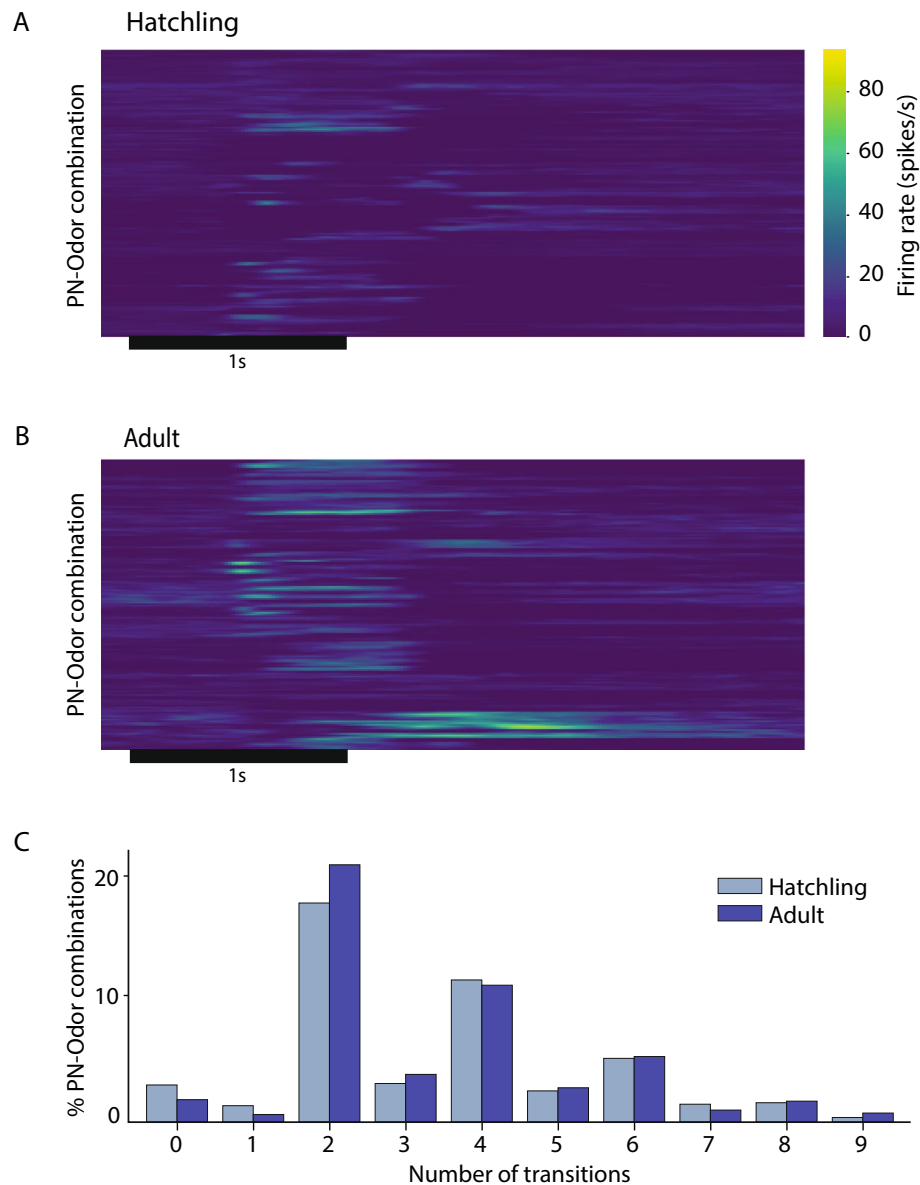 A
Hatchling
PN-Odor combination
1s
80
60
40
20
0
Firing rate (spikes/s)
B
Adult
PN-Odor combination
1s
C
% PN-Odor combinations
20
10
0
Hatchling
Adult
0 1 2 3 4 5 6 7 8 9
Number of transitions